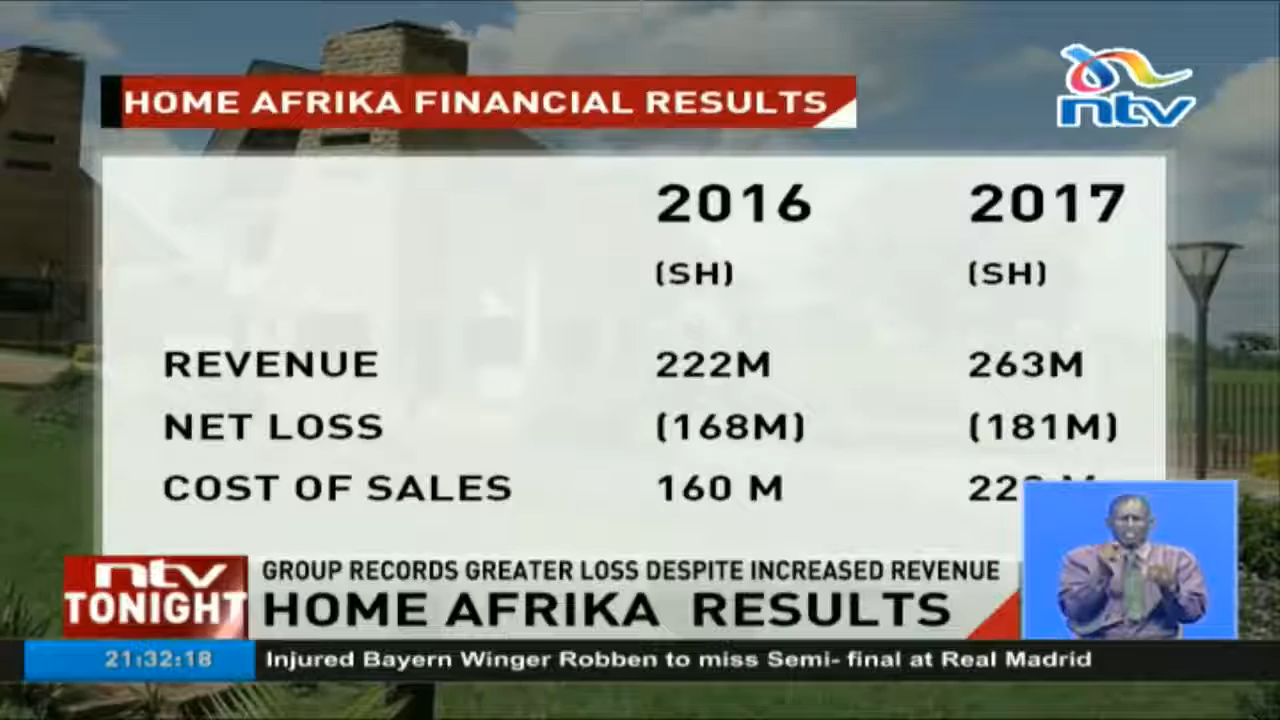 HOME AFRIKA FINANCIAL RESULTS
ntv
2016 2017
(SH) (SH)
REVENUE 222M 263M
NET LOSS (168M) (181M)
COST OF SALES 160 M
ntv
TONIGHT
GROUP RECORDS GREATER LOSS DESPITE INCREASED REVENUE
HOME AFRIKA RESULTS
21:32:18 Injured Bayern Winger Robben to miss Semi- final at Real Madrid